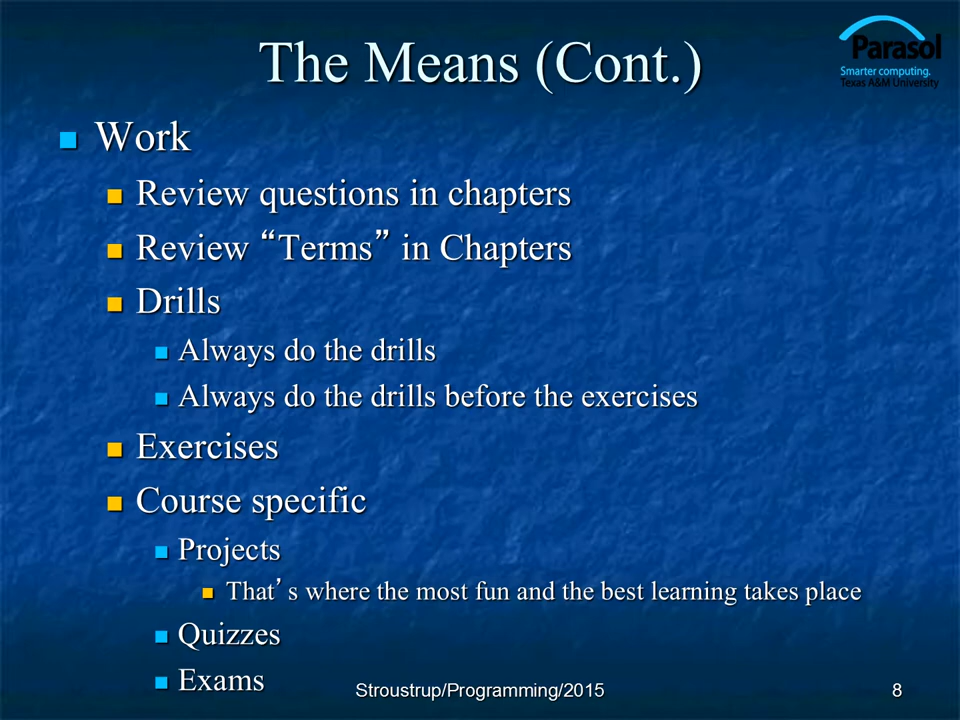 The Means (Cont.)
Parasol
Smarter computing.
Texas A&M University
Work
Review questions in chapters
Review “Terms” in Chapters
Drills
Always do the drills
Always do the drills before the exercises
Exercises
Course specific
Projects
That’s where the most fun and the best learning takes place
Quizzes
Exams
Stroustrup/Programming/2015
8